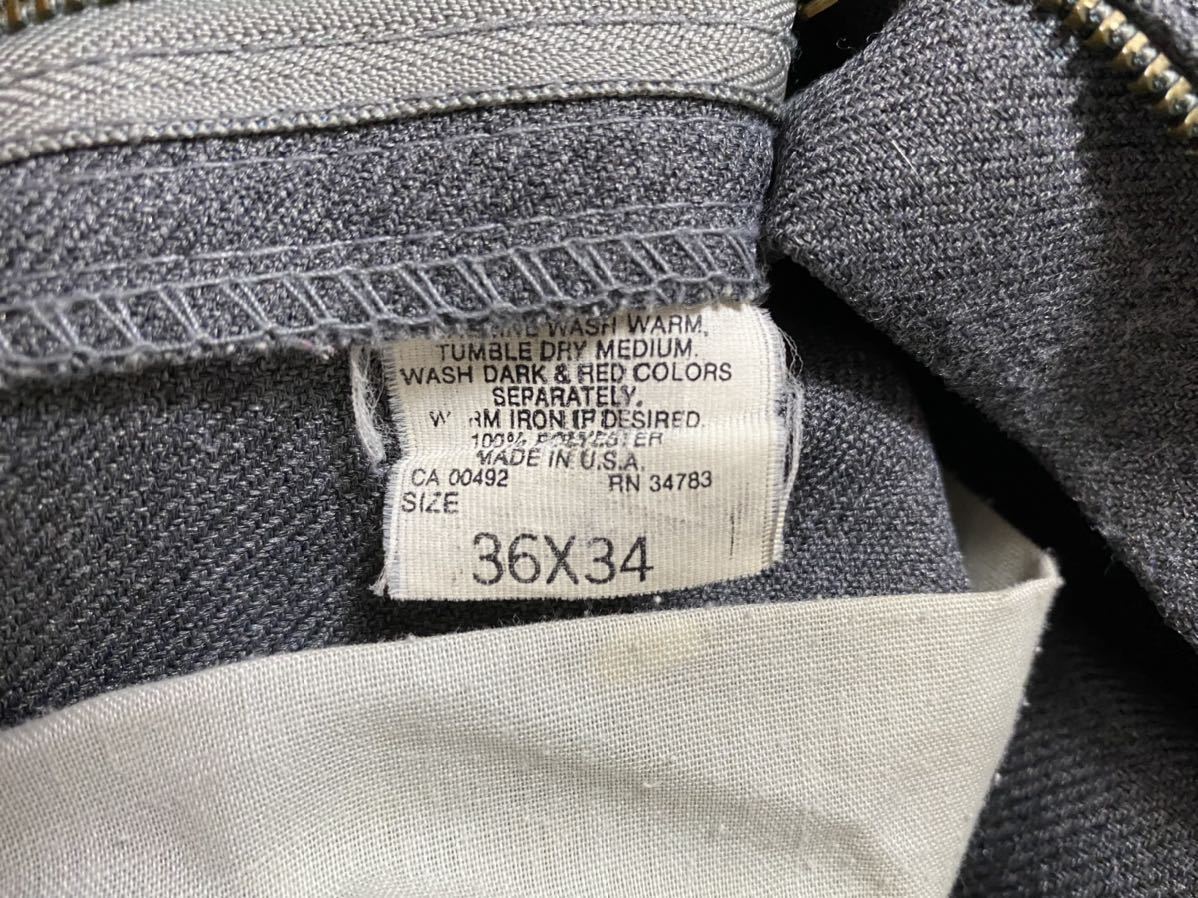 WASH WARM,
TUMBLE DRY MEDIUM.
WASH DARK & RED COLORS
SEPARATELY.
WARM IRON IF DESIRED.
100% POLYESTER
MADE IN U.S.A.
CA 00492 RN 34783
SIZE
36X34